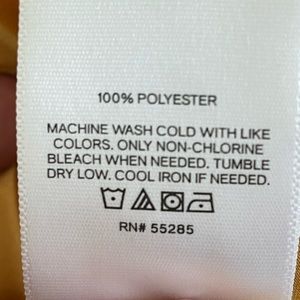 100% POLYESTER
MACHINE WASH COLD WITH LIKE
COLORS. ONLY NON-CHLORINE
BLEACH WHEN NEEDED. TUMBLE
DRY LOW. COOL IRON IF NEEDED.
RN# 55285